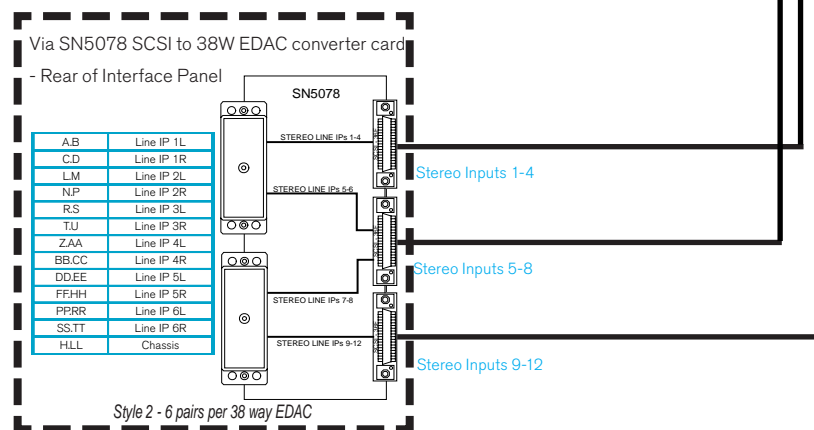 Via SN5078 SCSI to 38W EDAC converter card
- Rear of Interface Panel
SN5078
STEREO LINE IPs 1-4
STEREO LINE IPs 5-6
STEREO LINE IPs 7-8
STEREO LINE IPs 9-12
A.B Line IP 1L
C.D Line IP 1R
L.M Line IP 2L
N.P Line IP 2R
R.S Line IP 3L
T.U Line IP 3R
Z.AA Line IP 4L
BB.CC Line IP 4R
DD.EE Line IP 5L
FF.HH Line IP 5R
PP.RR Line IP 6L
SS.TT Line IP 6R
H.LL Chassis
Stereo Inputs 1-4
Stereo Inputs 5-8
Stereo Inputs 9-12
Style 2 - 6 pairs per 38 way EDAC